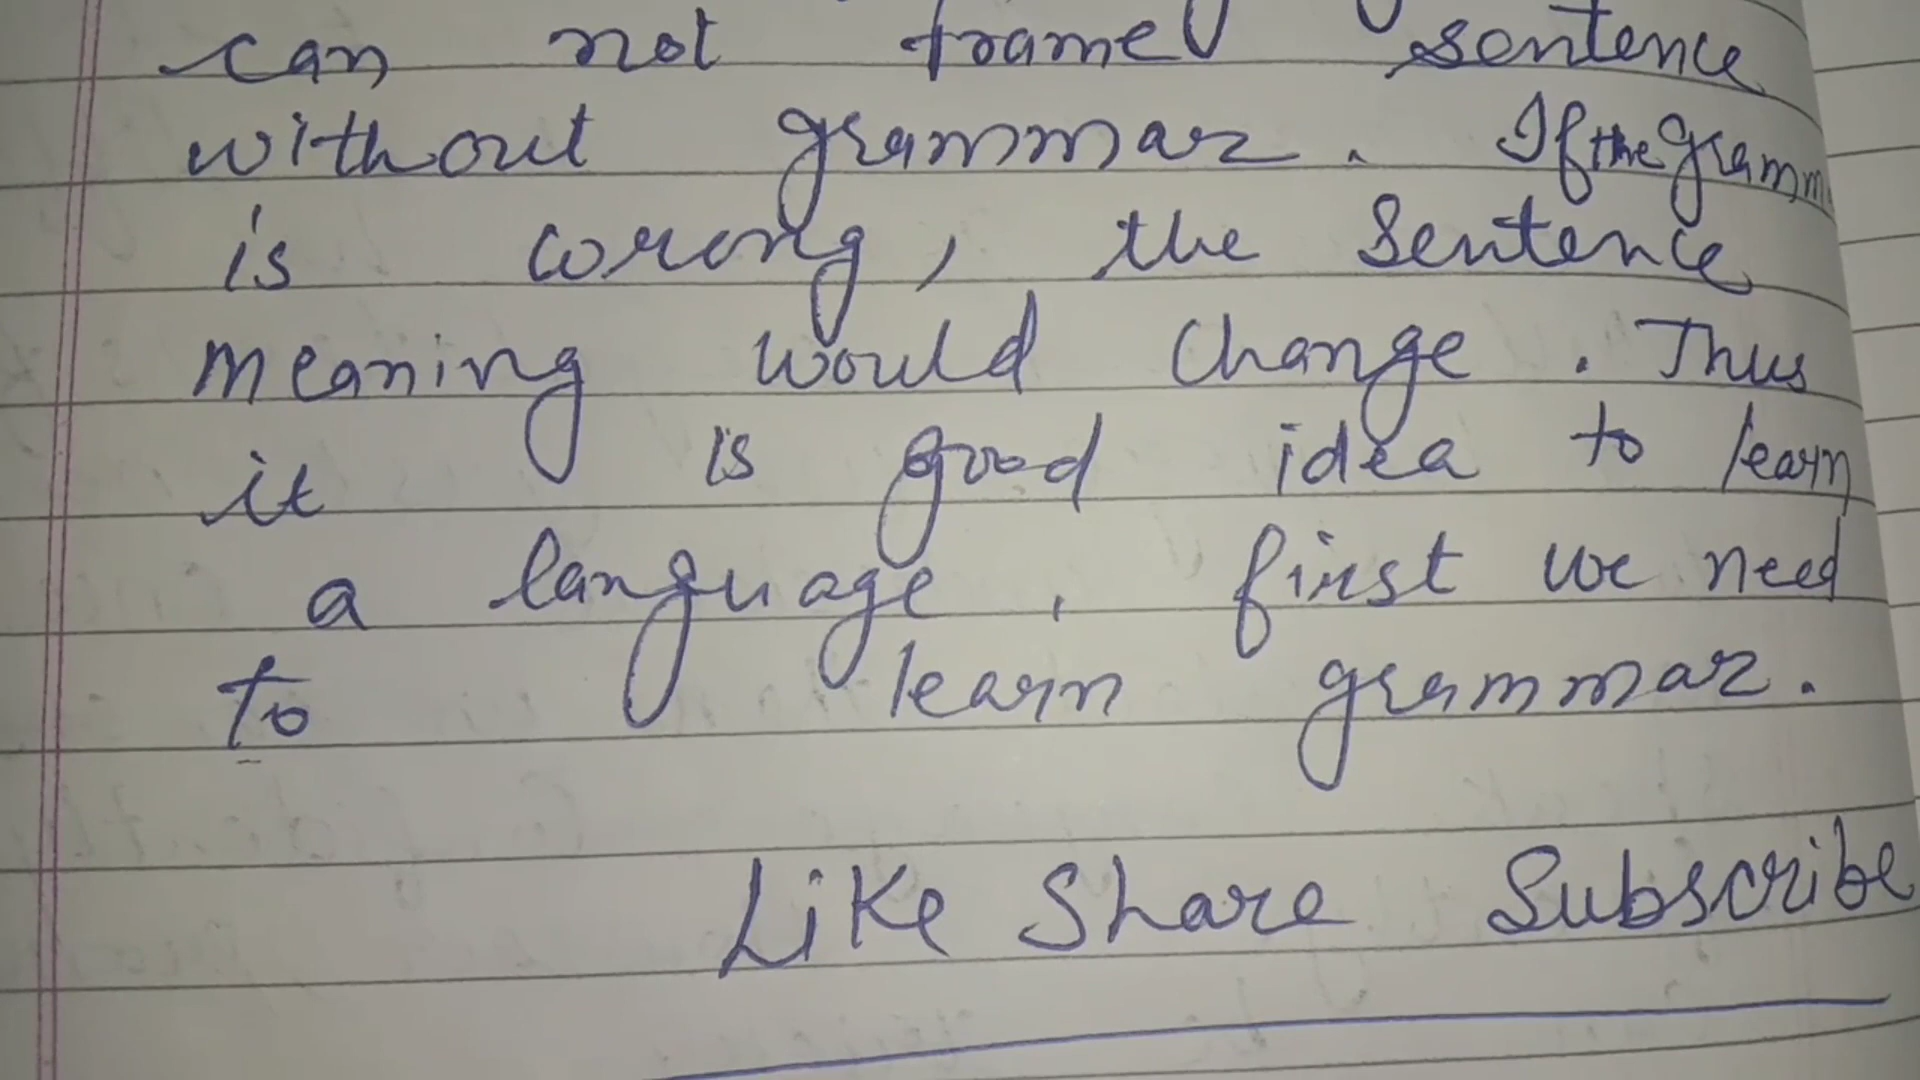 can not frame sentence
without grammar. If the gramm
is wrong, the sentence
meaning would change. Thus
it is good idea to learn
a language, first we need
to learn grammar.
Like Share Subscribe